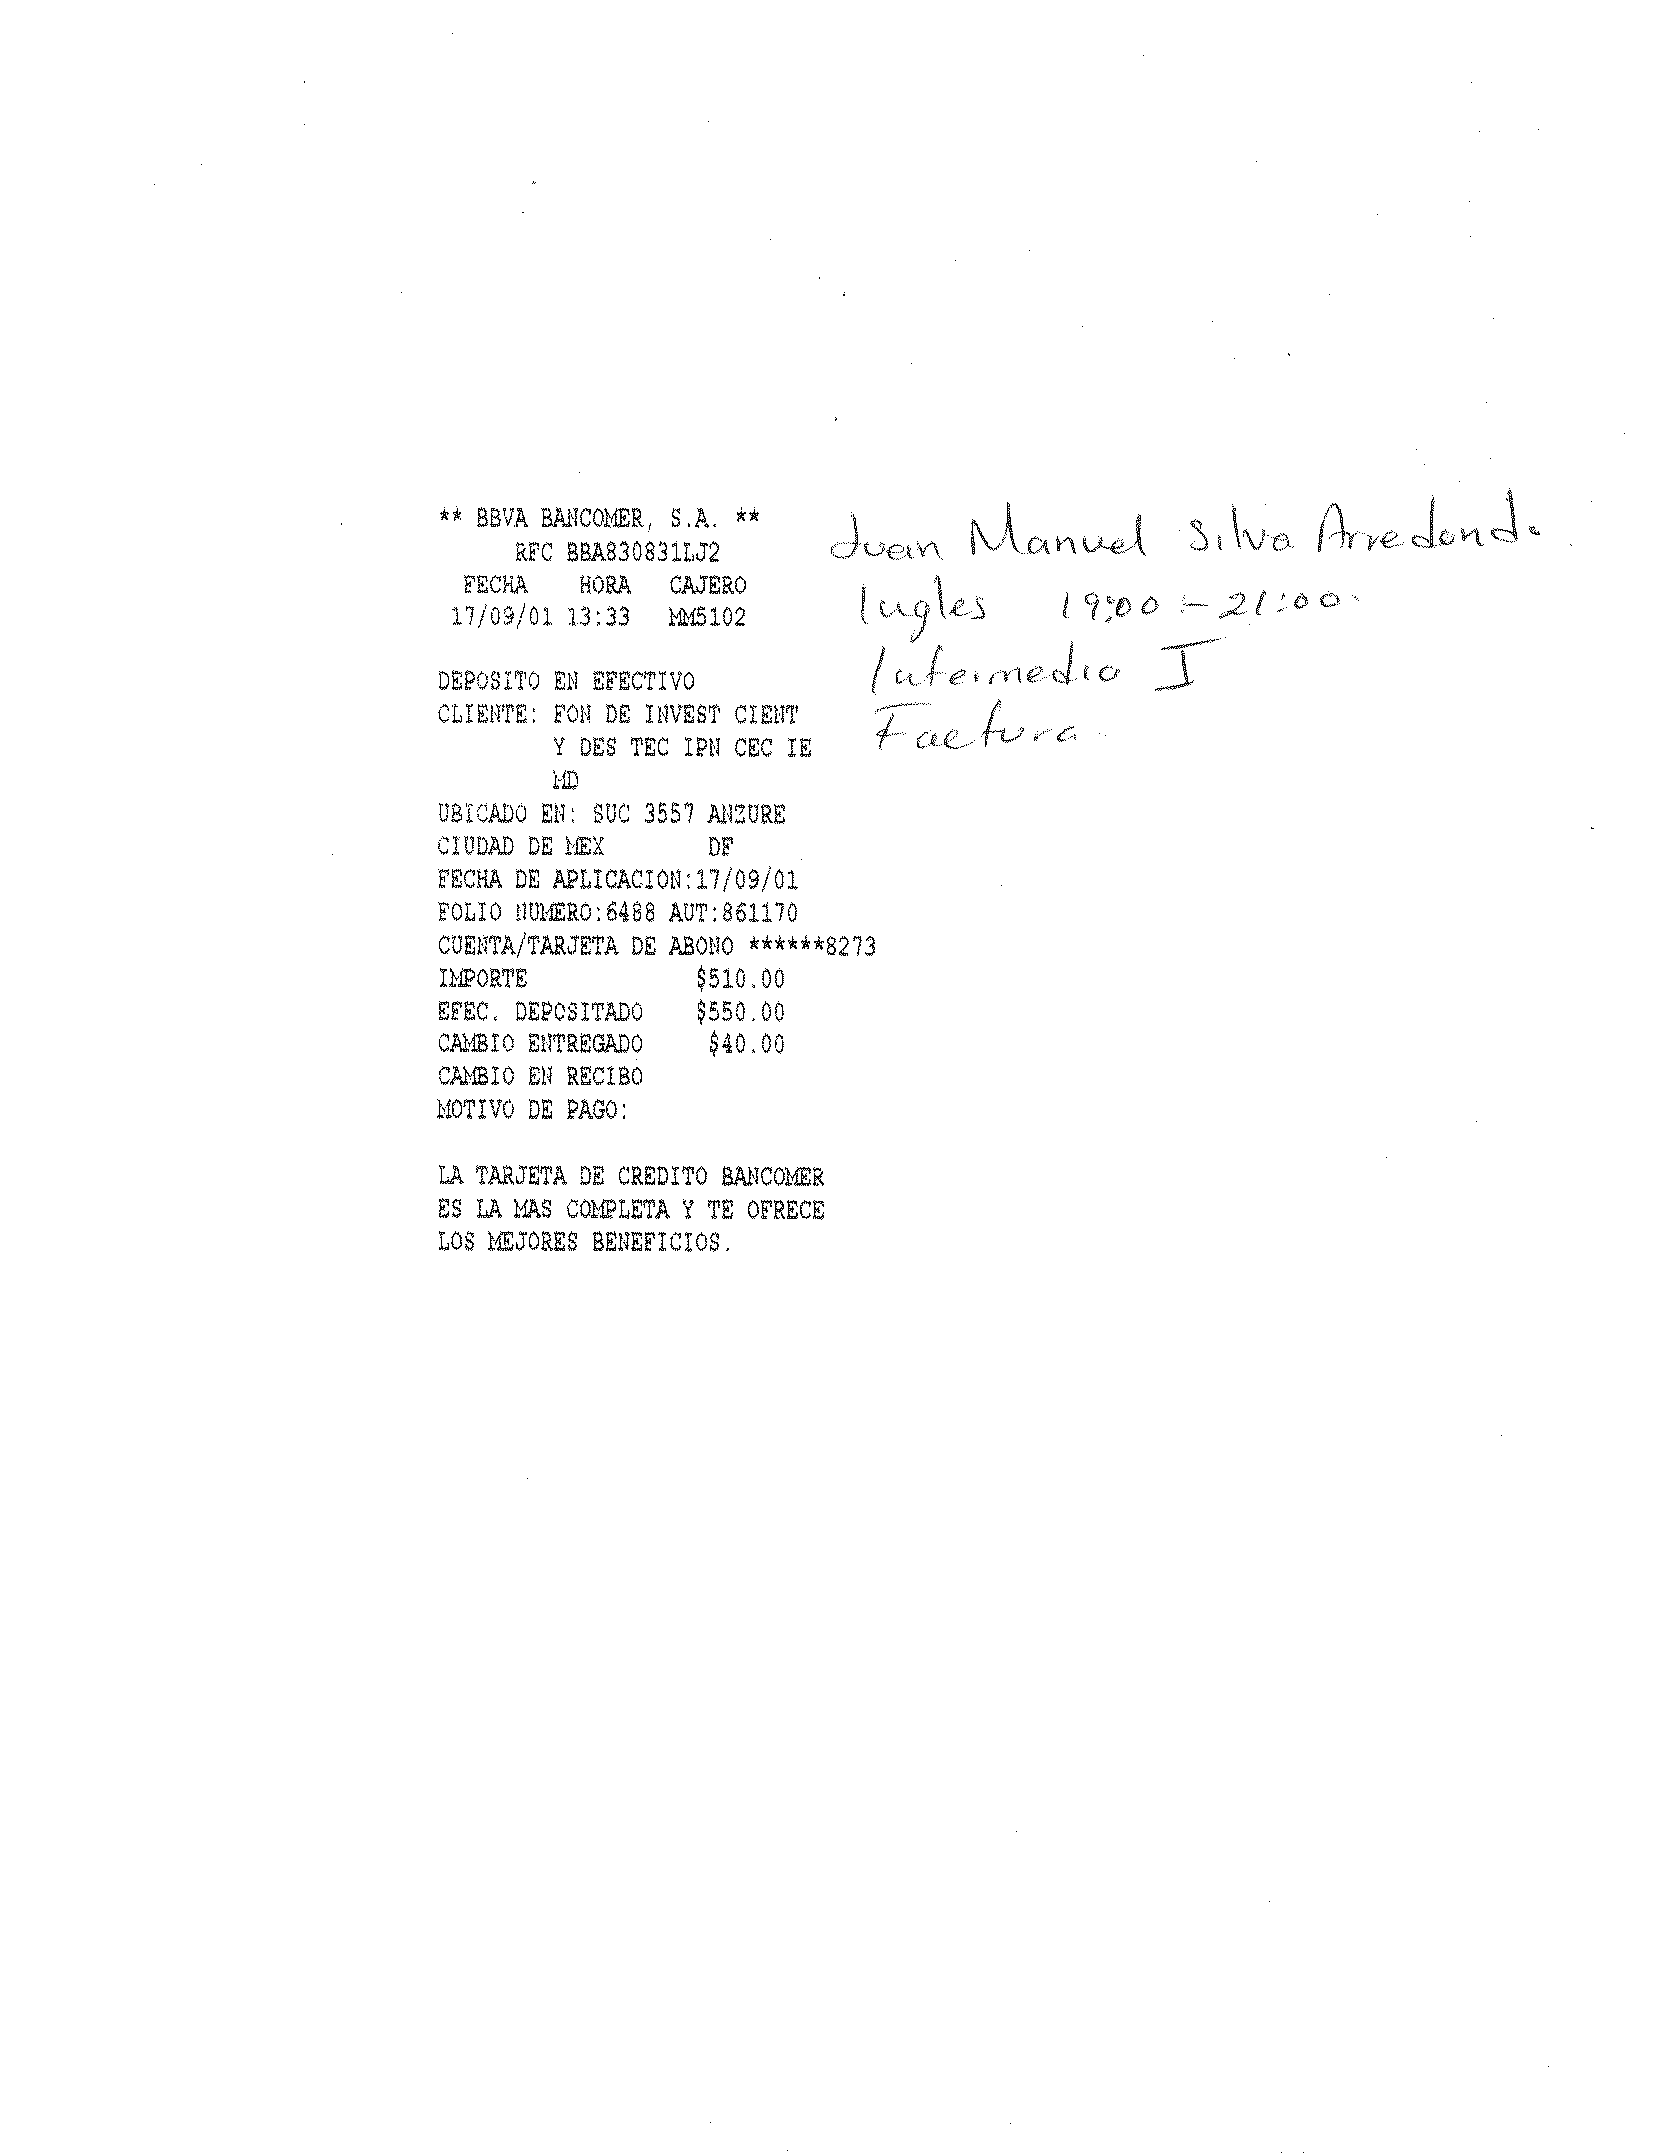 ** BBVA BANCOMER, S.A. **
RFC BBA830831LJ2
FECHA HORA CAJERO
17/09/01 13:33 MM5102
DEPOSITO EN EFECTIVO
CLIENTE: FON DE INVEST CIENT
Y DES TEC IPN CEC IE
MD
UBICADO EN: SUC 3557 ANZURE
CIUDAD DE MEX DF
FECHA DE APLICACION:17/09/01
FOLIO NUMERO:6488 AUT:861170
CUENTA/TARJETA DE ABONO ******8273
IMPORTE $510.00
EFEC. DEPOSITADO $550.00
CAMBIO ENTREGADO $40.00
CAMBIO EN RECIBO
MOTIVO DE PAGO:
LA TARJETA DE CREDITO BANCOMER
ES LA MAS COMPLETA Y TE OFRECE
LOS MEJORES BENEFICIOS.
Juan Manuel Silva Arredondo
Ingles 19:00 - 21:00
Intermedio I
Factura